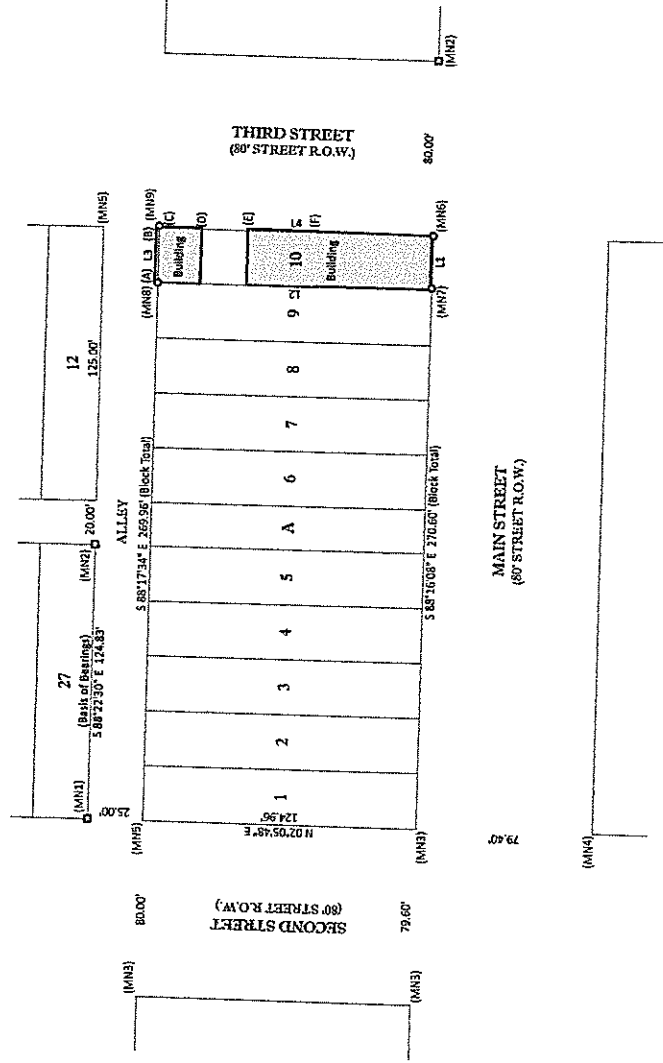 (MN2)
THIRD STREET
(80' STREET R.O.W.)
80.00'
(MN5)
(MN8) (A) L3 (B) (MN9)
(C)
(D)
(E)
(F)
L4
Building
10
Building
L2
L1
(MN7)
(MN6)
12
125.00'
20.00'
ALLEY
27
(Basis of Bearings)
S 88°22'30" E 124.83'
(MN1)
(MN2)
25.00'
S 88°17'34" E 269.96' (Block Total)
1
2
3
4
5
A
6
7
8
9
S 88°16'08" E 270.60' (Block Total)
N 02°05'48" E
124.96'
(MN5)
(MN3)
MAIN STREET
(80' STREET R.O.W.)
79.40'
(MN4)
80.00'
SECOND STREET
(80' STREET R.O.W.)
79.60'
(MN3)
(MN3)